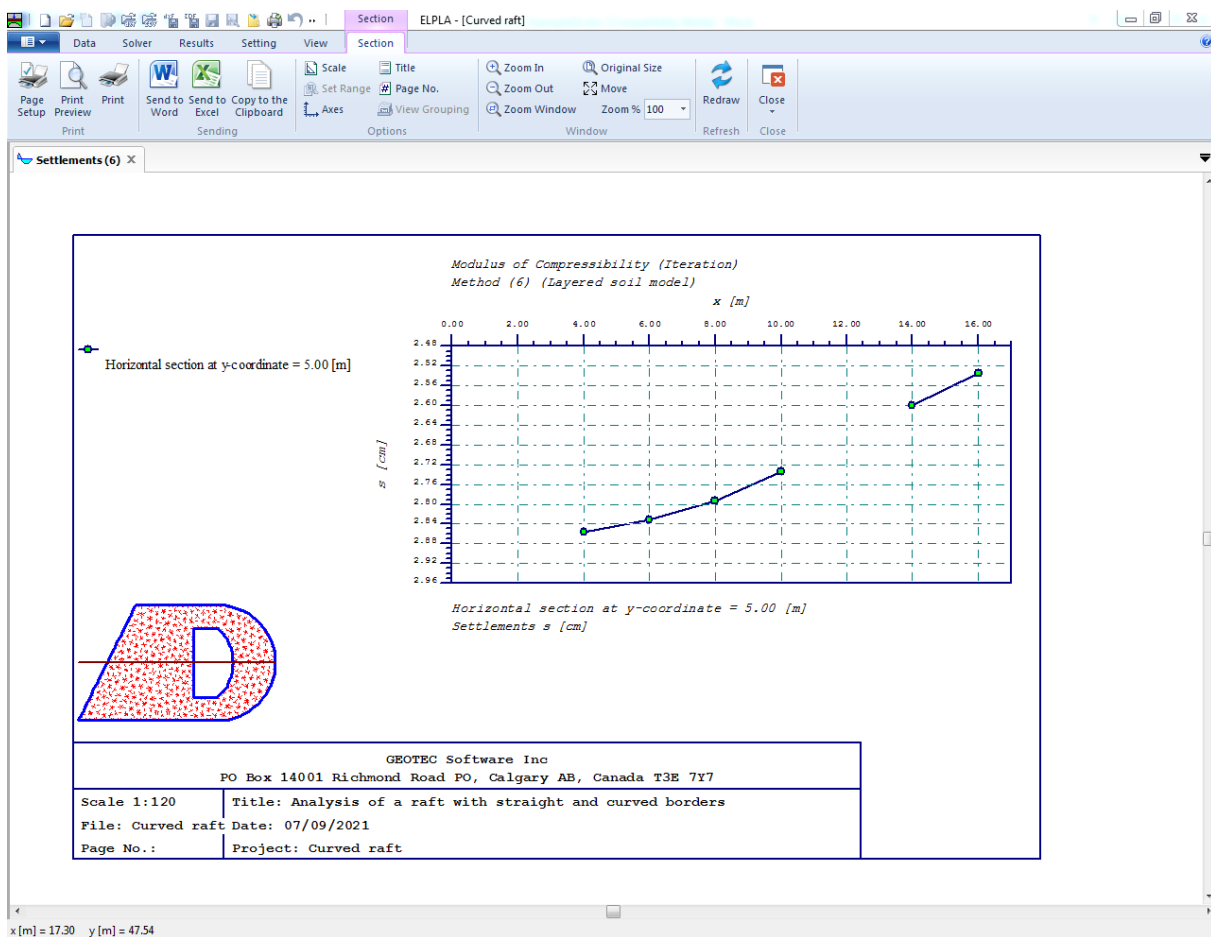 Section
ELPLA - [Curved raft]
Data Solver Results Setting View Section
Page Setup
Print Preview
Print
Print
Send to Word
Send to Excel
Copy to the Clipboard
Sending
Scale
Set Range
Axes
Title
# Page No.
View Grouping
Options
Zoom In
Zoom Out
Zoom Window
Original Size
Move
Zoom % 100
Window
Redraw
Refresh
Close
Close
Settlements (6) X
Modulus of Compressibility (Iteration)
Method (6) (Layered soil model)
x [m]
0.00 2.00 4.00 6.00 8.00 10.00 12.00 14.00 16.00
Horizontal section at y-coordinate = 5.00 [m]
s [cm]
2.48
2.52
2.56
2.60
2.64
2.68
2.72
2.76
2.80
2.84
2.88
2.92
2.96
Horizontal section at y-coordinate = 5.00 [m]
Settlements s [cm]
GEOTEC Software Inc
PO Box 14001 Richmond Road PO, Calgary AB, Canada T3E 7Y7
Scale 1:120 Title: Analysis of a raft with straight and curved borders
File: Curved raft Date: 07/09/2021
Page No.: Project: Curved raft
x [m] = 17.30 y [m] = 47.54